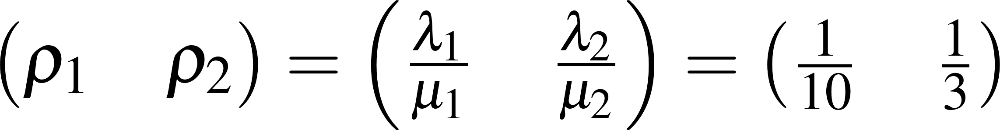 (ρ₁ ρ₂) = (λ₁/μ₁ λ₂/μ₂) = (1/10 1/3)